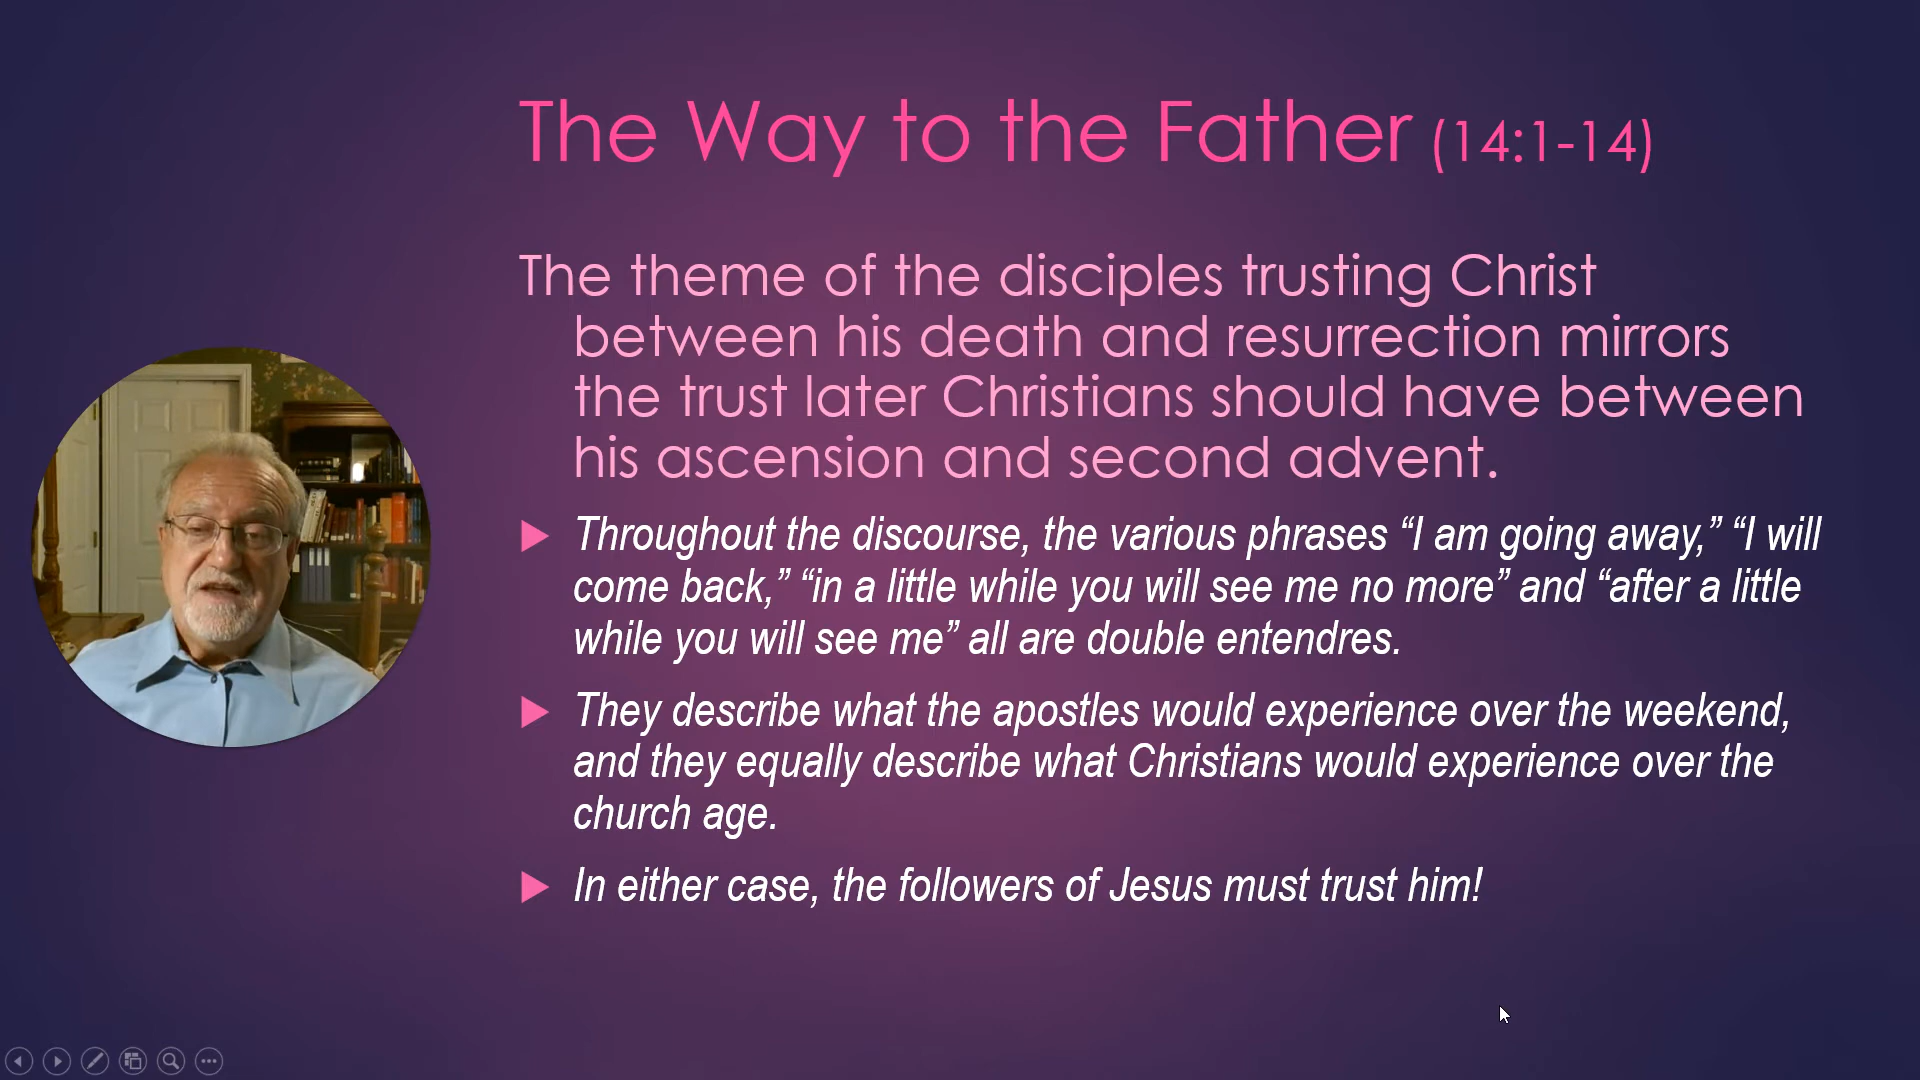 The Way to the Father (14:1-14)
The theme of the disciples trusting Christ
between his death and resurrection mirrors
the trust later Christians should have between
his ascension and second advent.
Throughout the discourse, the various phrases “I am going away,” “I will
come back,” “in a little while you will see me no more” and “after a little
while you will see me” all are double entendres.
They describe what the apostles would experience over the weekend,
and they equally describe what Christians would experience over the
church age.
In either case, the followers of Jesus must trust him!